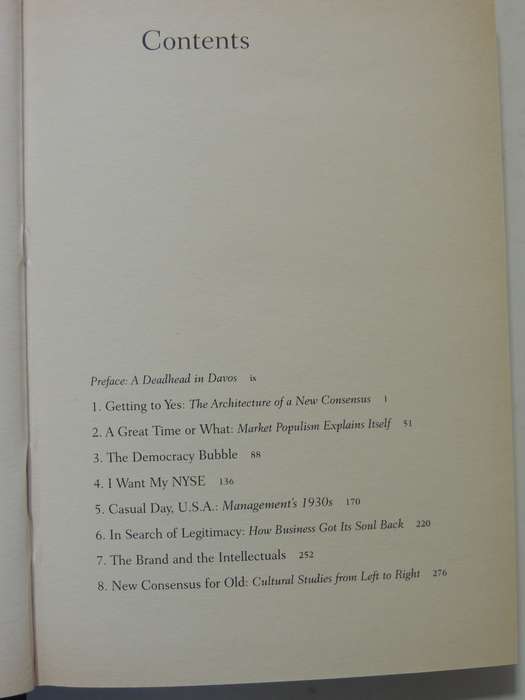 Contents
Preface: A Deadhead in Davos ix
1. Getting to Yes: The Architecture of a New Consensus 1
2. A Great Time or What: Market Populism Explains Itself 51
3. The Democracy Bubble 88
4. I Want My NYSE 136
5. Casual Day, U.S.A.: Management's 1930s 170
6. In Search of Legitimacy: How Business Got Its Soul Back 220
7. The Brand and the Intellectuals 252
8. New Consensus for Old: Cultural Studies from Left to Right 276